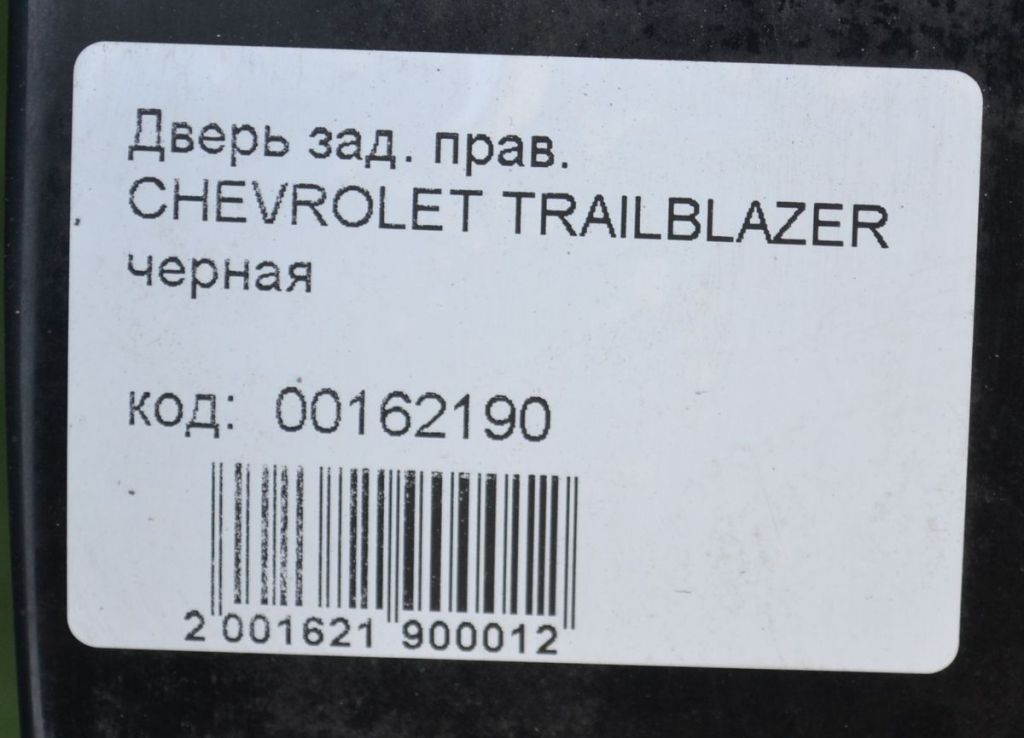 Дверь зад. прав.
CHEVROLET TRAILBLAZER
черная
код: 00162190
2 001621 900012